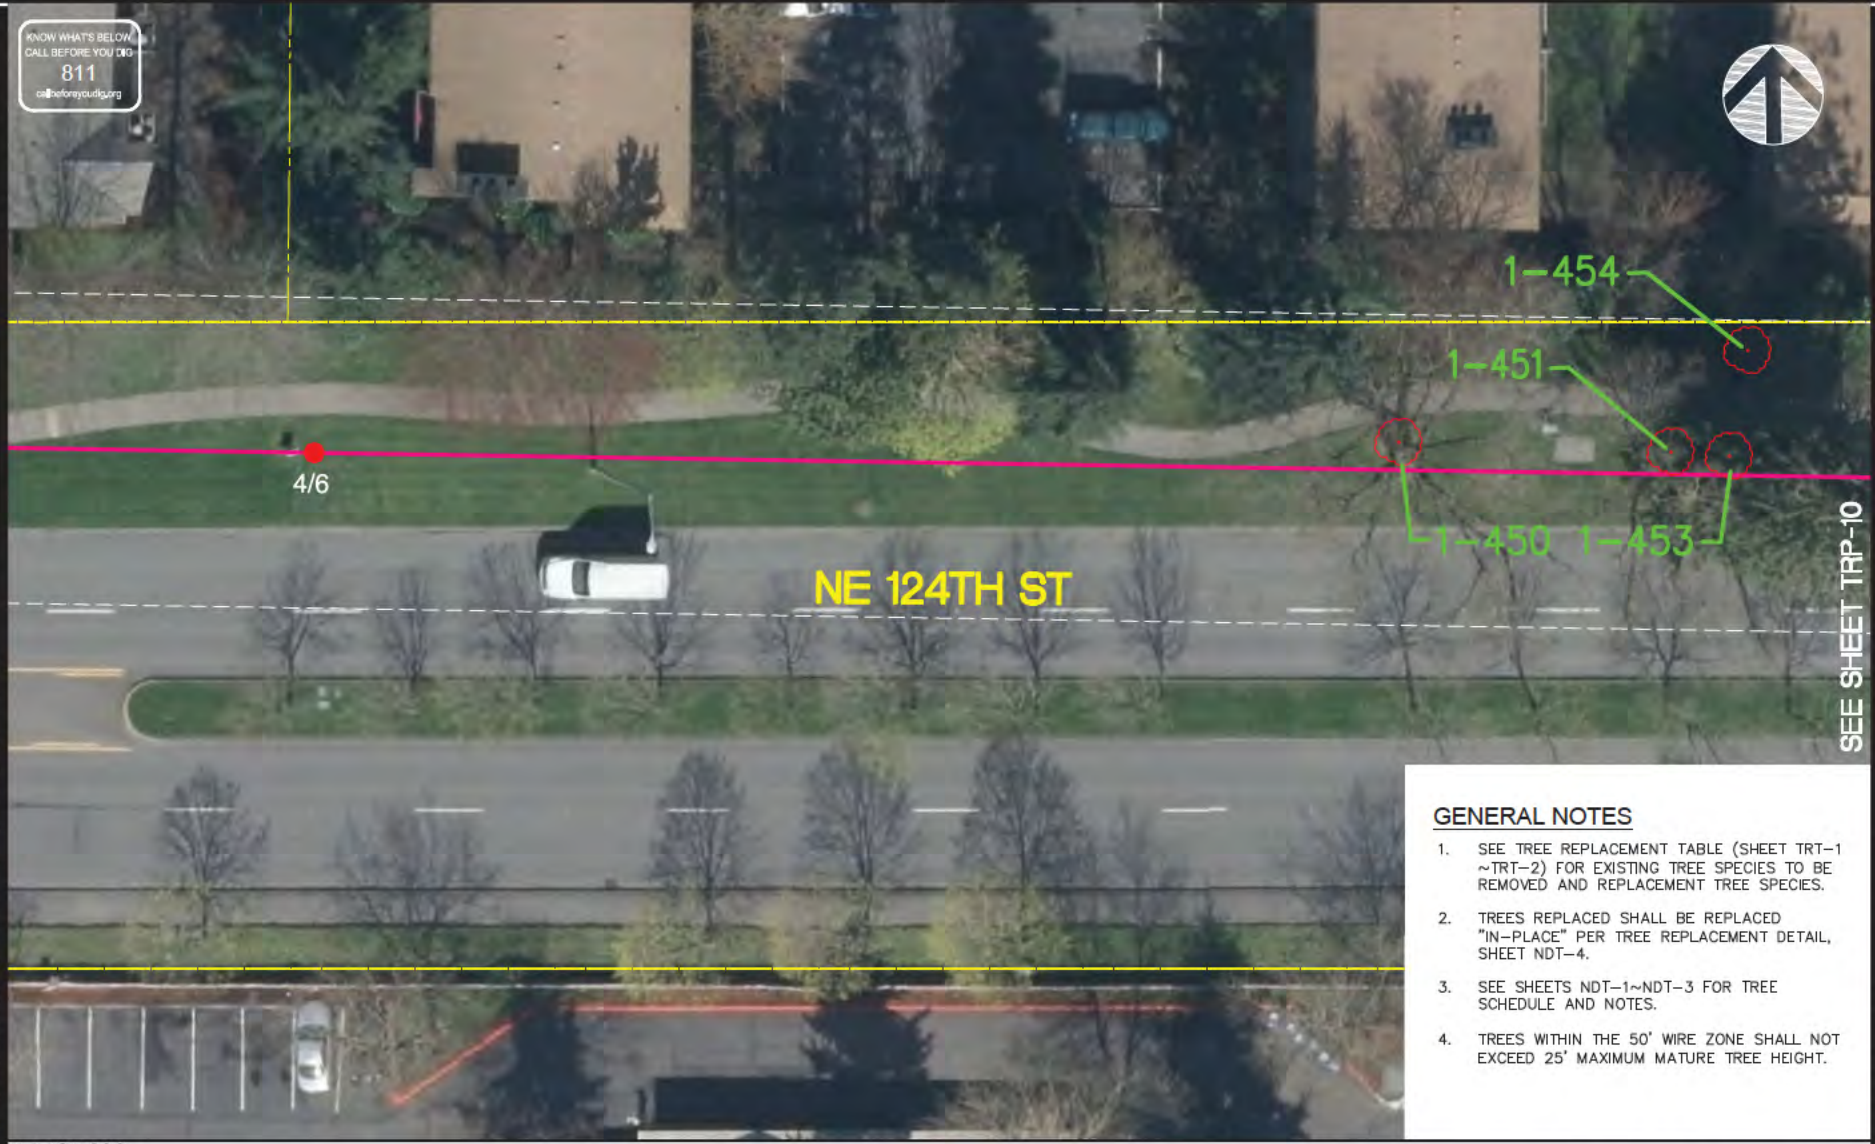 KNOW WHAT'S BELOW
CALL BEFORE YOU DIG
811
callbeforeyoudig.org
1-454
1-451
4/6
1-450 1-453
NE 124TH ST
SEE SHEET TRP-10
GENERAL NOTES
1. SEE TREE REPLACEMENT TABLE (SHEET TRT-1
~TRT-2) FOR EXISTING TREE SPECIES TO BE
REMOVED AND REPLACEMENT TREE SPECIES.
2. TREES REPLACED SHALL BE REPLACED
"IN-PLACE" PER TREE REPLACEMENT DETAIL,
SHEET NDT-4.
3. SEE SHEETS NDT-1~NDT-3 FOR TREE
SCHEDULE AND NOTES.
4. TREES WITHIN THE 50' WIRE ZONE SHALL NOT
EXCEED 25' MAXIMUM MATURE TREE HEIGHT.